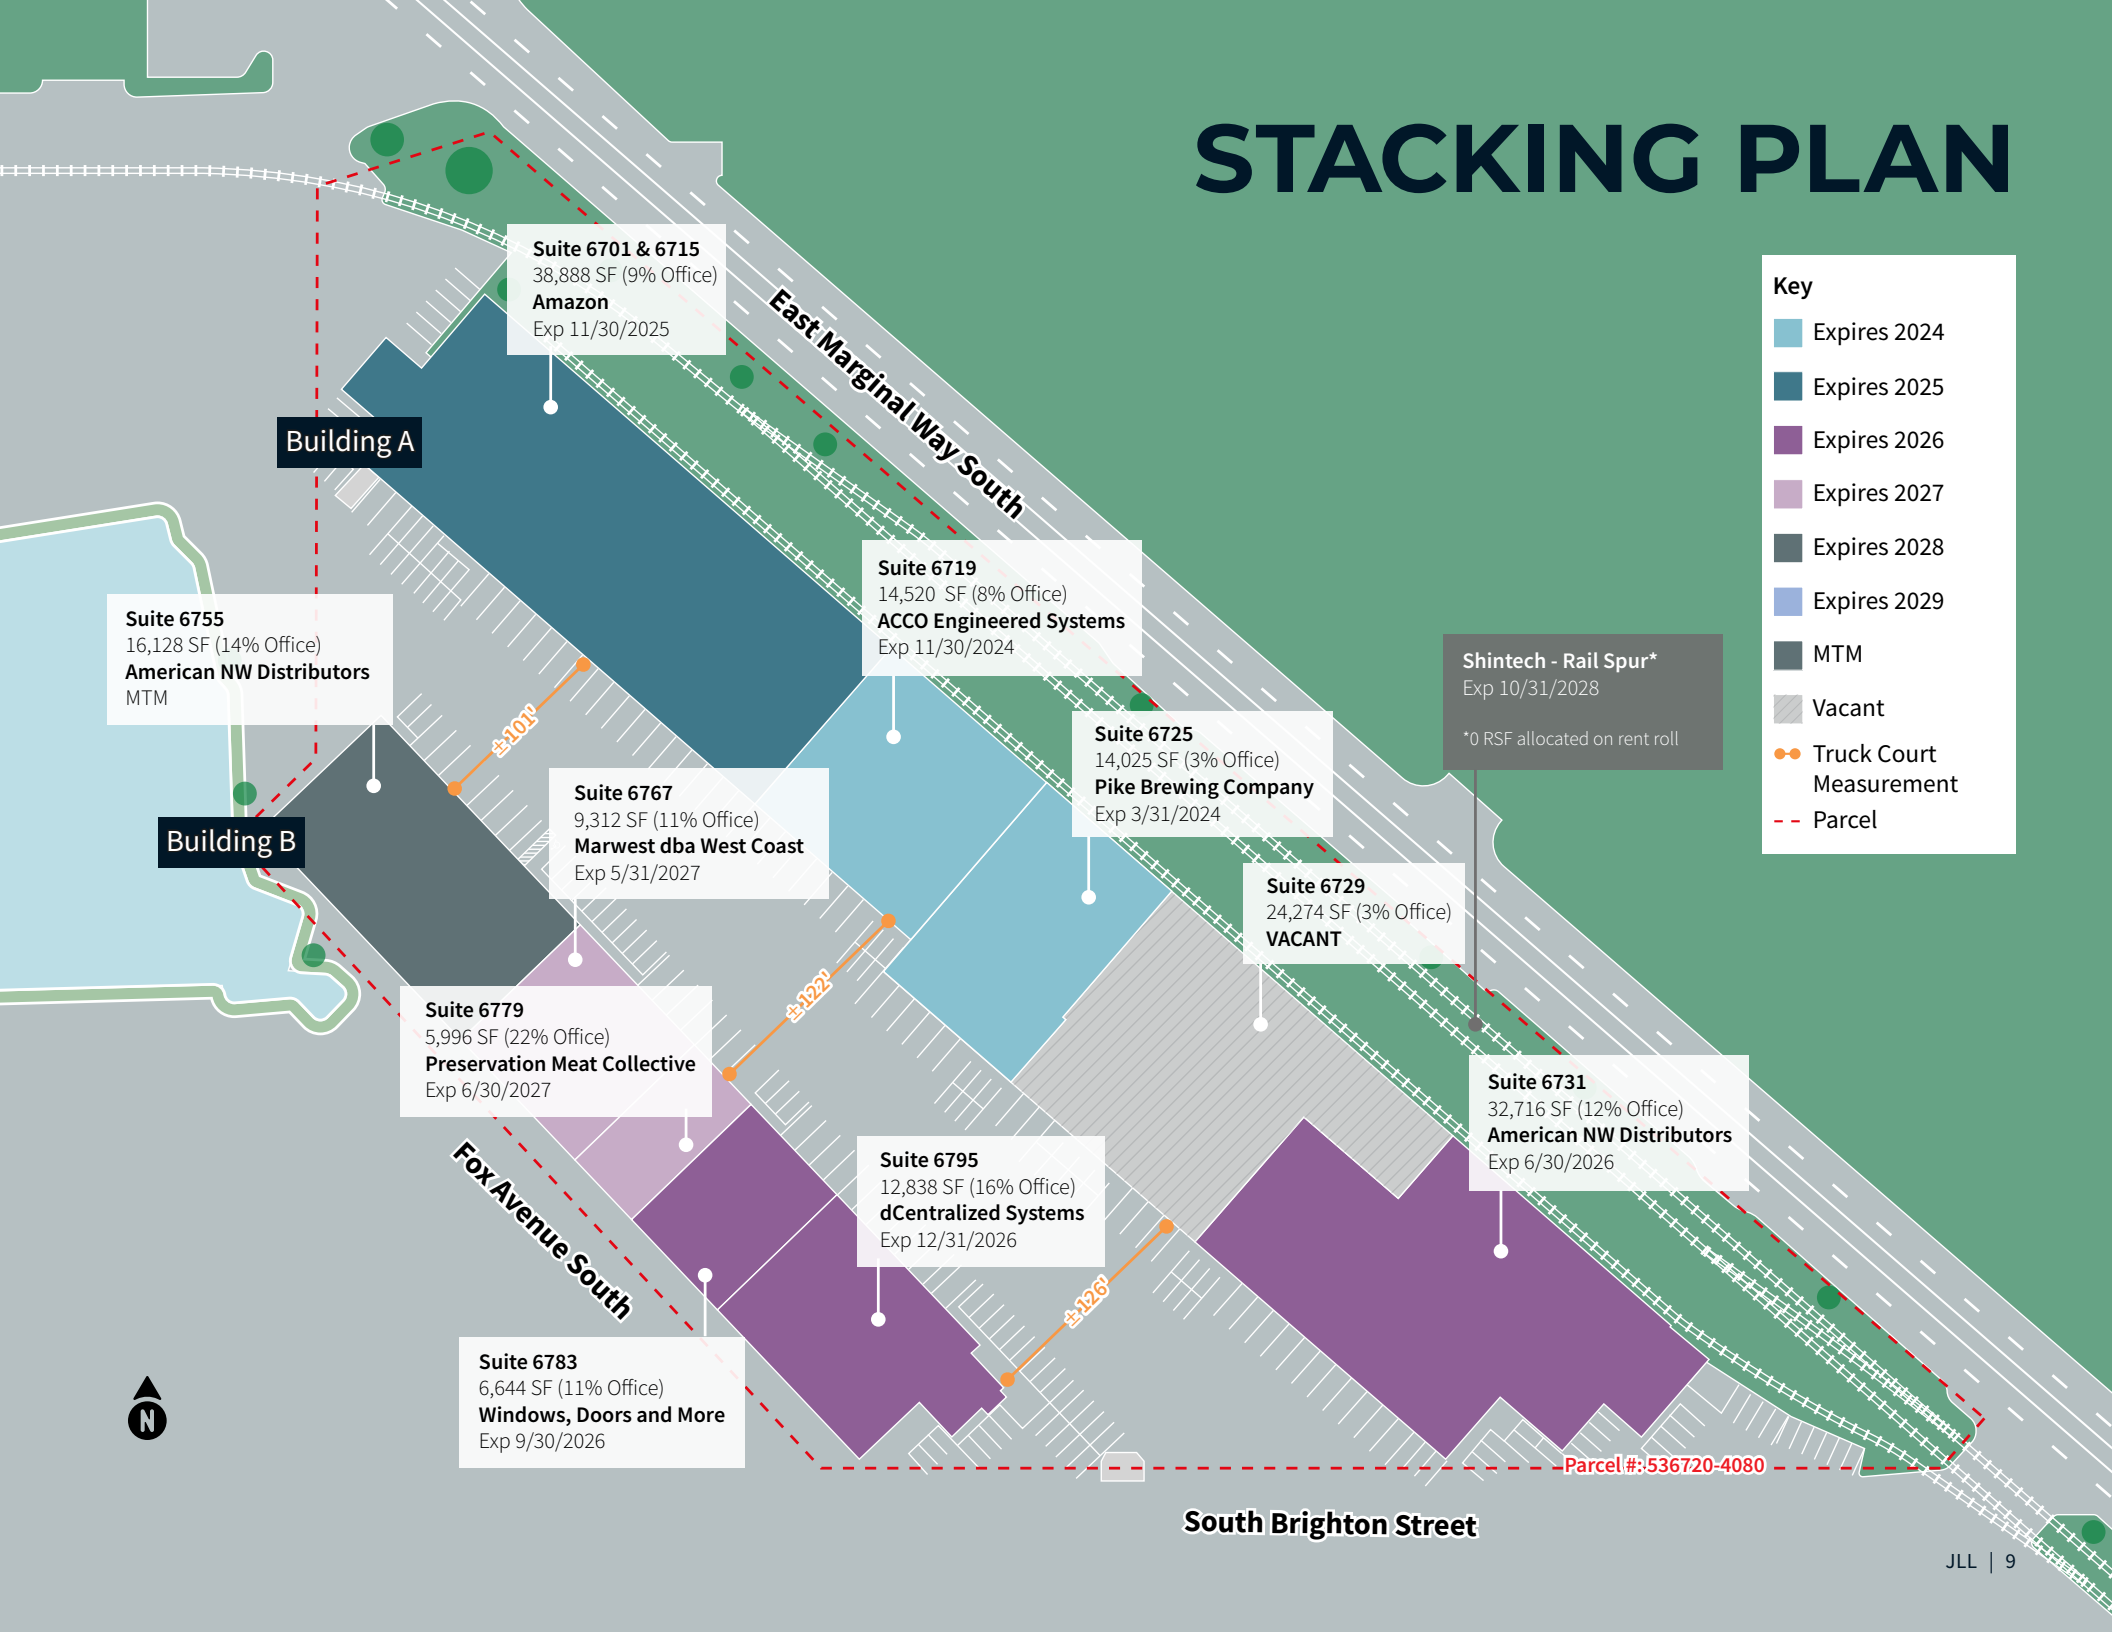 STACKING PLAN
Suite 6701 & 6715
38,888 SF (9% Office)
Amazon
Exp 11/30/2025
East Marginal Way South
Key
Expires 2024
Expires 2025
Expires 2026
Expires 2027
Expires 2028
Expires 2029
MTM
Vacant
Truck Court
Measurement
Parcel
Building A
Suite 6719
14,520 SF (8% Office)
ACCO Engineered Systems
Exp 11/30/2024
Suite 6755
16,128 SF (14% Office)
American NW Distributors
MTM
Shintech - Rail Spur*
Exp 10/31/2028
*0 RSF allocated on rent roll
±101'
Suite 6725
14,025 SF (3% Office)
Pike Brewing Company
Exp 3/31/2024
Suite 6767
9,312 SF (11% Office)
Marwest dba West Coast
Exp 5/31/2027
Building B
Suite 6729
24,274 SF (3% Office)
VACANT
±122'
Suite 6779
5,996 SF (22% Office)
Preservation Meat Collective
Exp 6/30/2027
Suite 6731
32,716 SF (12% Office)
American NW Distributors
Exp 6/30/2026
Fox Avenue South
Suite 6795
12,838 SF (16% Office)
dCentralized Systems
Exp 12/31/2026
±126'
Suite 6783
6,644 SF (11% Office)
Windows, Doors and More
Exp 9/30/2026
N
Parcel #: 536720-4080
South Brighton Street
JLL | 9